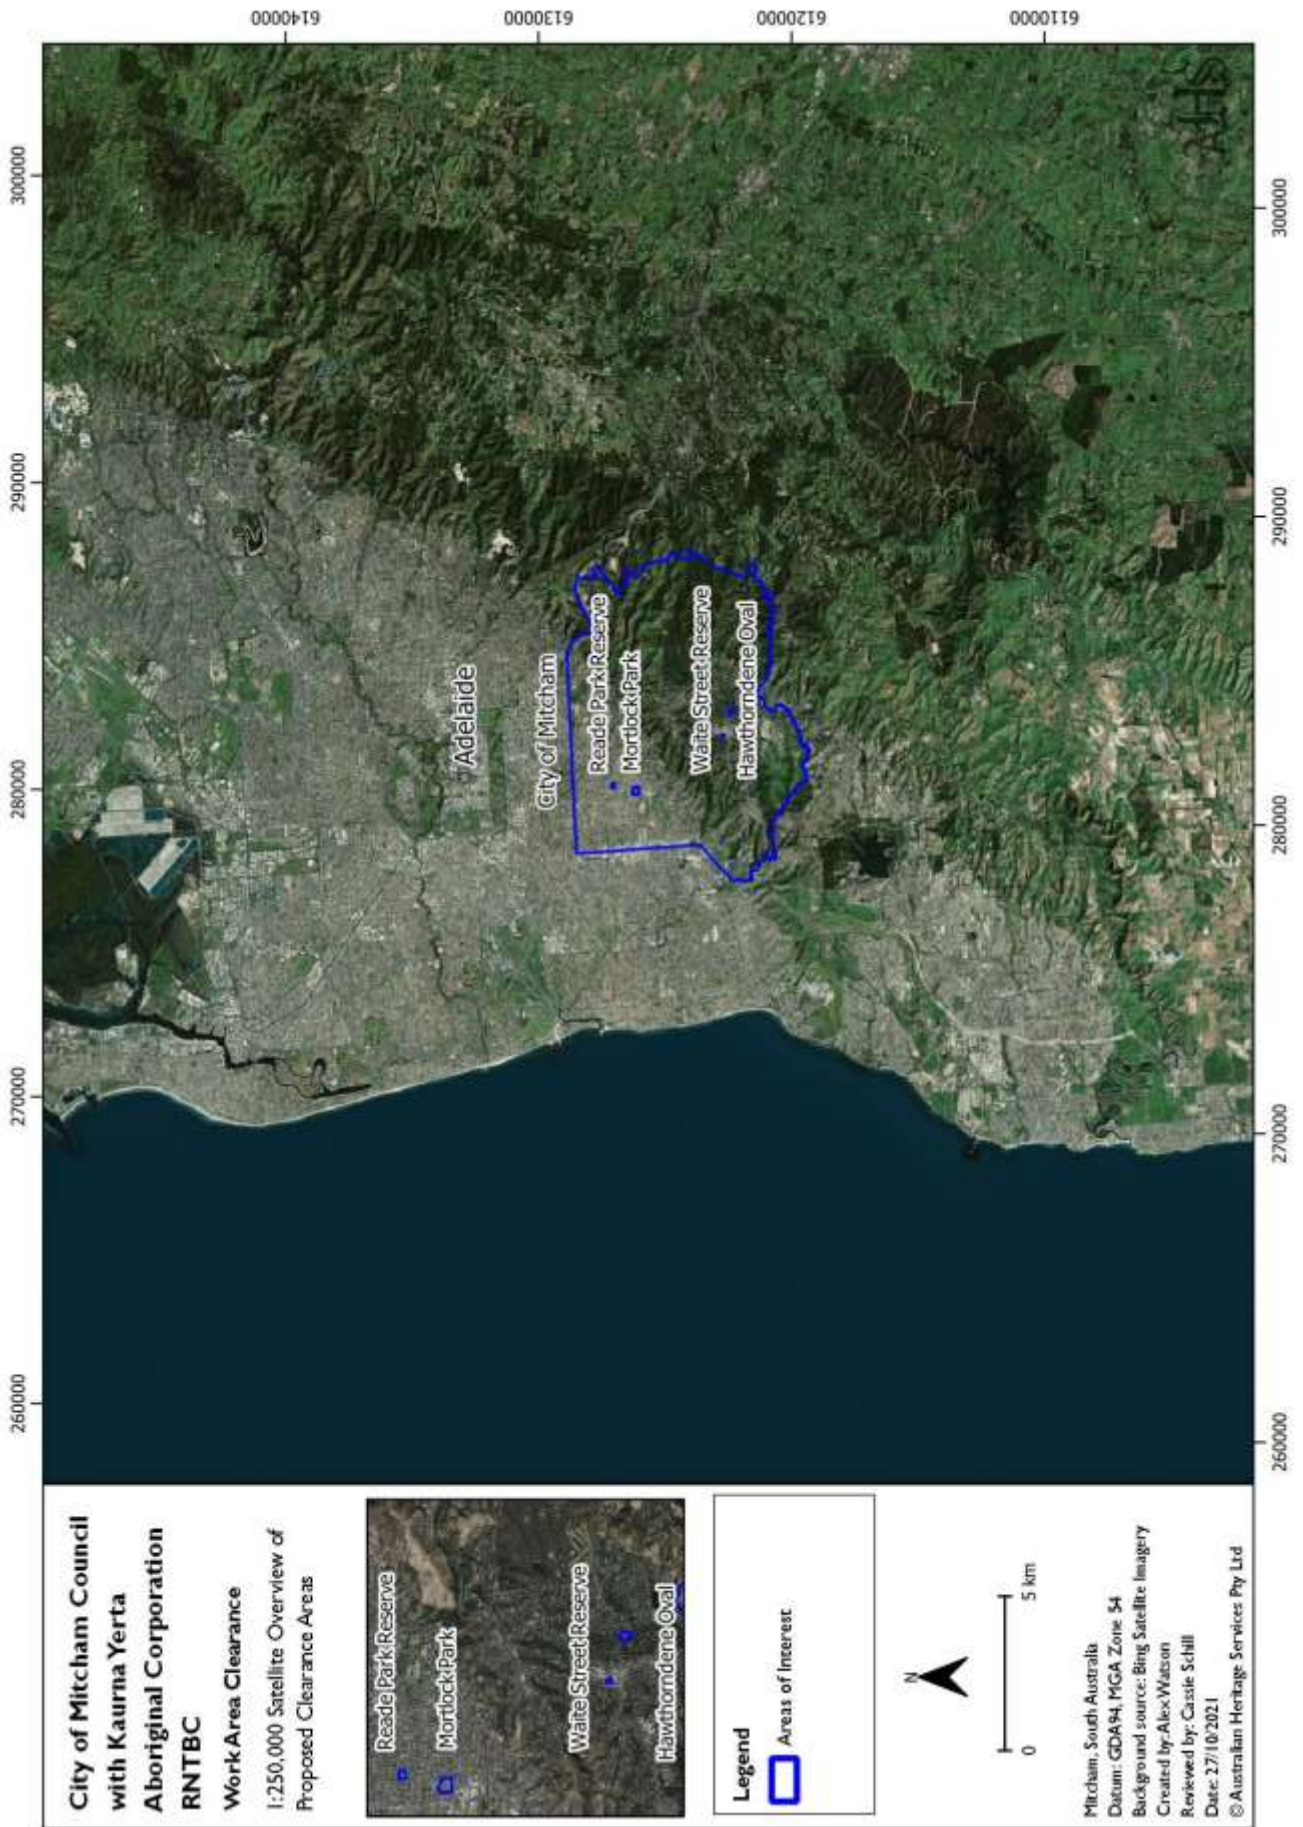 City of Mitcham Council
with Kaurna Yerta
Aboriginal Corporation
RNTBC
Work Area Clearance
1:250,000 Satellite Overview of
Proposed Clearance Areas
Reade Park Reserve
Mortlock Park
Waite Street Reserve
Hawthorndene Oval
Legend
Areas of Interest
N
0 5 km
Mitcham, South Australia
Datum: GDA94, MGA Zone 54
Background source: Bing Satellite Imagery
Created by: Alex Watson
Reviewed by: Cassie Schill
Date: 27/10/2021
© Australian Heritage Services Pty Ltd
260000 270000 280000 290000 300000
6140000
6130000
6120000
6110000
Adelaide
City of Mitcham
Reade Park Reserve
Mortlock Park
Waite Street Reserve
Hawthorndene Oval
AHS
260000 270000 280000 290000 300000